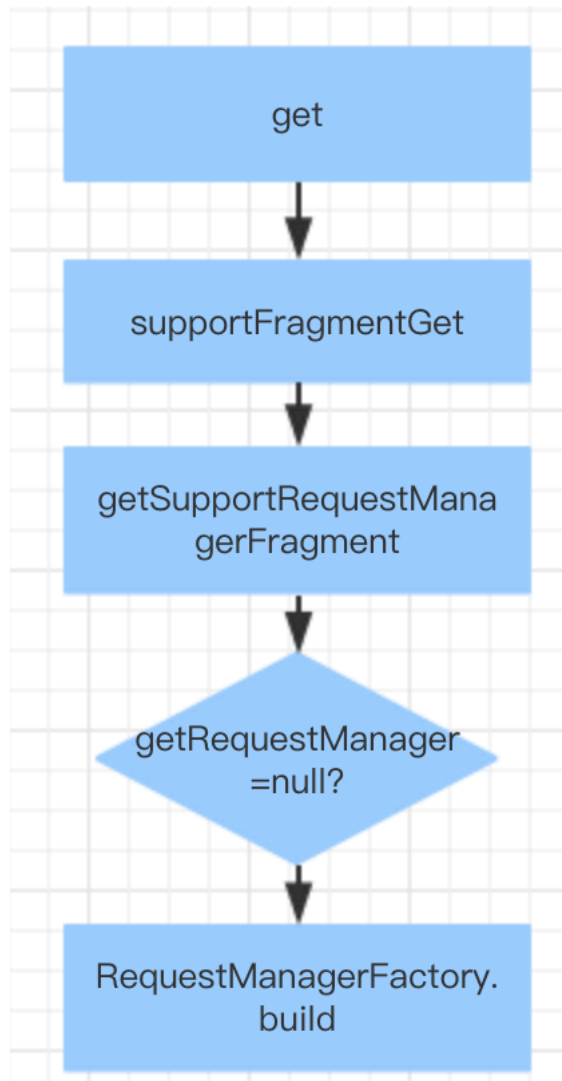 get
supportFragmentGet
getSupportRequestMana
gerFragment
getRequestManager
=null?
RequestManagerFactory.
build